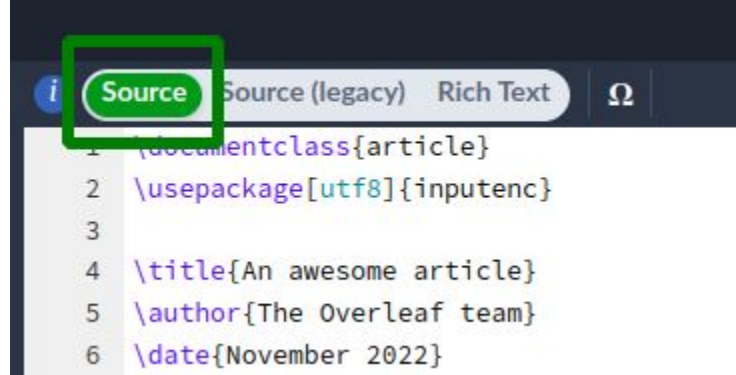 i Source Source (legacy) Rich Text Ω
1 \documentclass{article}
2 \usepackage[utf8]{inputenc}
3
4 \title{An awesome article}
5 \author{The Overleaf team}
6 \date{November 2022}